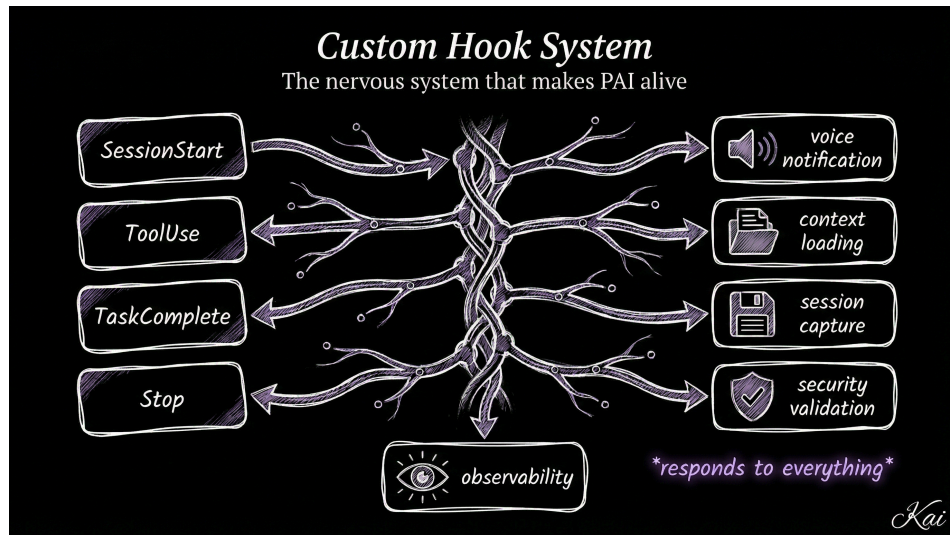 Custom Hook System
The nervous system that makes PAI alive
SessionStart
ToolUse
TaskComplete
Stop
voice
notification
context
loading
session
capture
security
validation
observability
*responds to everything*
Kai